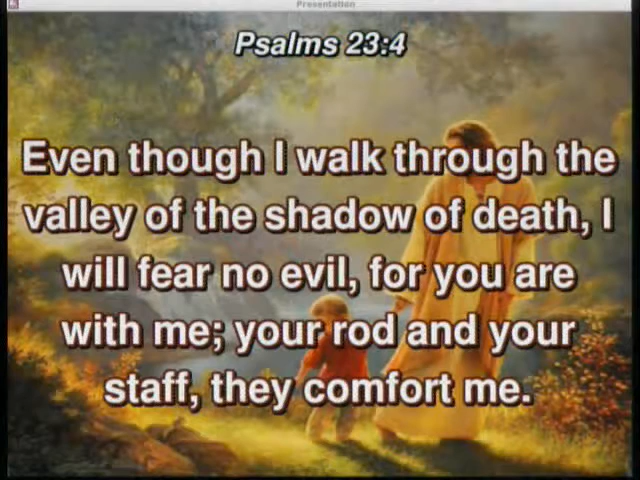 Presentation
Psalms 23:4
Even though I walk through the
valley of the shadow of death, I
will fear no evil, for you are
with me; your rod and your
staff, they comfort me.